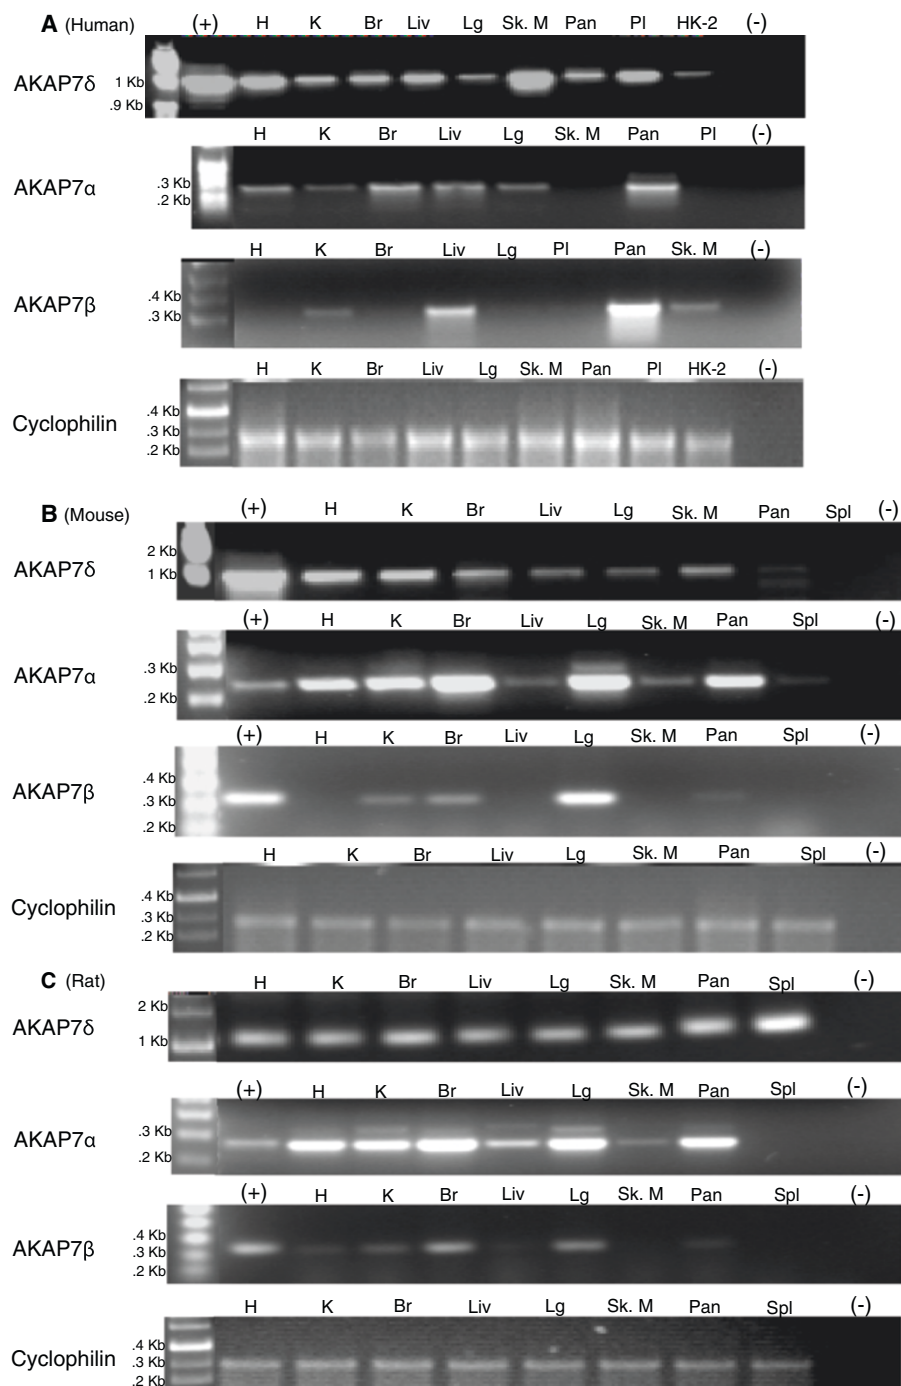 A (Human) (+) H K Br Liv Lg Sk. M Pan Pl HK-2 (-)
AKAP7δ
1 Kb
.9 Kb
H K Br Liv Lg Sk. M Pan Pl (-)
AKAP7α
.3 Kb
.2 Kb
H K Br Liv Lg Pl Pan Sk. M (-)
AKAP7β
.4 Kb
.3 Kb
H K Br Liv Lg Sk. M Pan Pl HK-2 (-)
Cyclophilin
.4 Kb
.3 Kb
.2 Kb
B (Mouse) (+) H K Br Liv Lg Sk. M Pan Spl (-)
AKAP7δ
2 Kb
1 Kb
(+) H K Br Liv Lg Sk. M Pan Spl (-)
AKAP7α
.3 Kb
.2 Kb
(+) H K Br Liv Lg Sk. M Pan Spl (-)
AKAP7β
.4 Kb
.3 Kb
.2 Kb
H K Br Liv Lg Sk. M Pan Spl (-)
Cyclophilin
.4 Kb
.3 Kb
.2 Kb
C (Rat) H K Br Liv Lg Sk. M Pan Spl (-)
AKAP7δ
2 Kb
1 Kb
(+) H K Br Liv Lg Sk. M Pan Spl (-)
AKAP7α
.3 Kb
.2 Kb
(+) H K Br Liv Lg Sk. M Pan Spl (-)
AKAP7β
.4 Kb
.3 Kb
.2 Kb
H K Br Liv Lg Sk. M Pan Spl (-)
Cyclophilin
.4 Kb
.3 Kb
.2 Kb